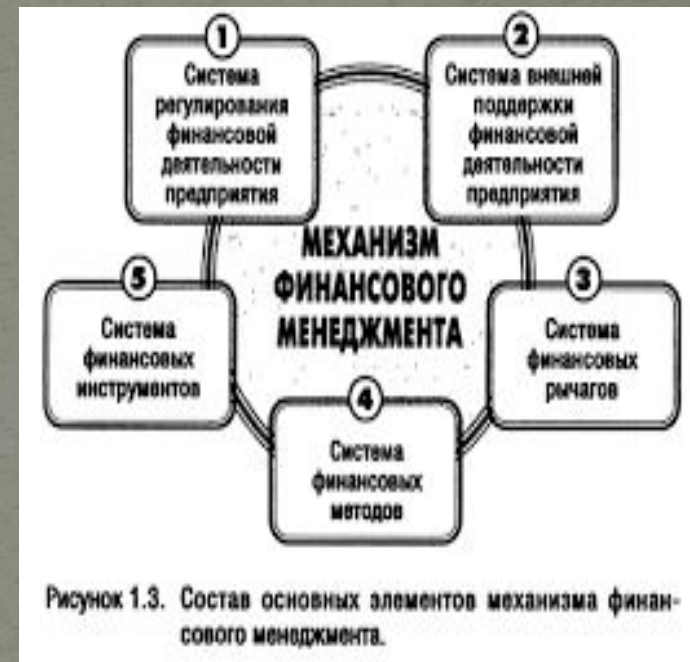 1
Система
регулирования
финансовой
деятельности
предприятия
2
Система внешней
поддержки
финансовой
деятельности
предприятия
МЕХАНИЗМ
ФИНАНСОВОГО
МЕНЕДЖМЕНТА
5
Система
финансовых
инструментов
3
Система
финансовых
рычагов
4
Система
финансовых
методов
Рисунок 1.3. Состав основных элементов механизма финан-
сового менеджмента.